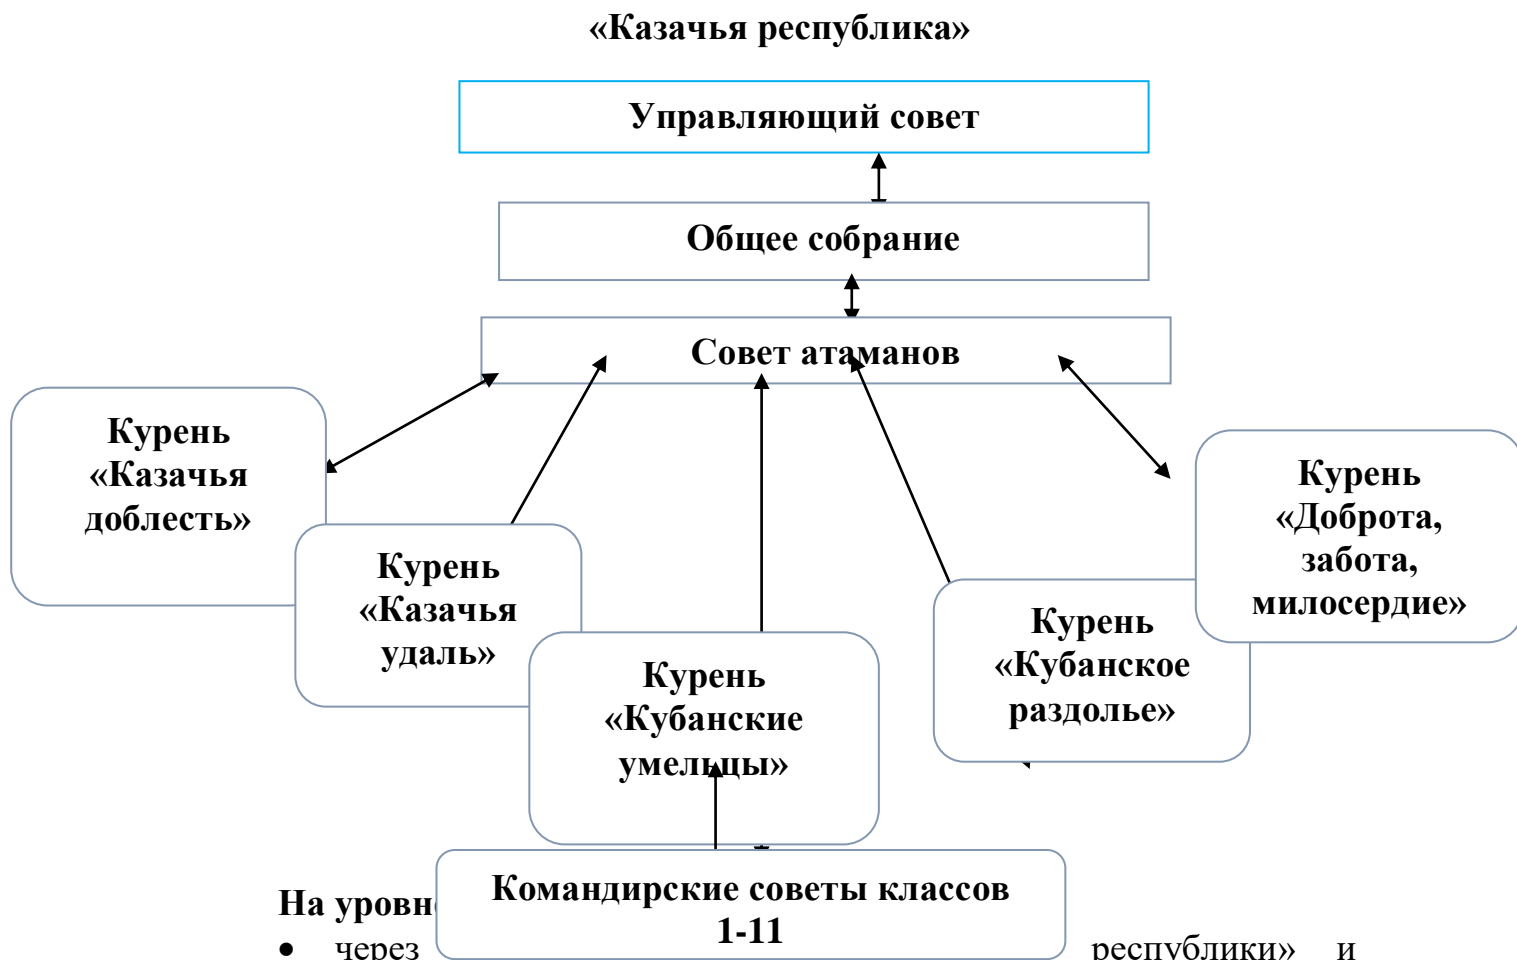 «Казачья республика»
Управляющий совет
Общее собрание
Совет атаманов
Курень
«Казачья
доблесть»
Курень
«Казачья
удаль»
Курень
«Кубанские
умельцы»
Курень
«Кубанское
раздолье»
Курень
«Доброта,
забота,
милосердие»
Командирские советы классов
1-11
На
• через республики» и